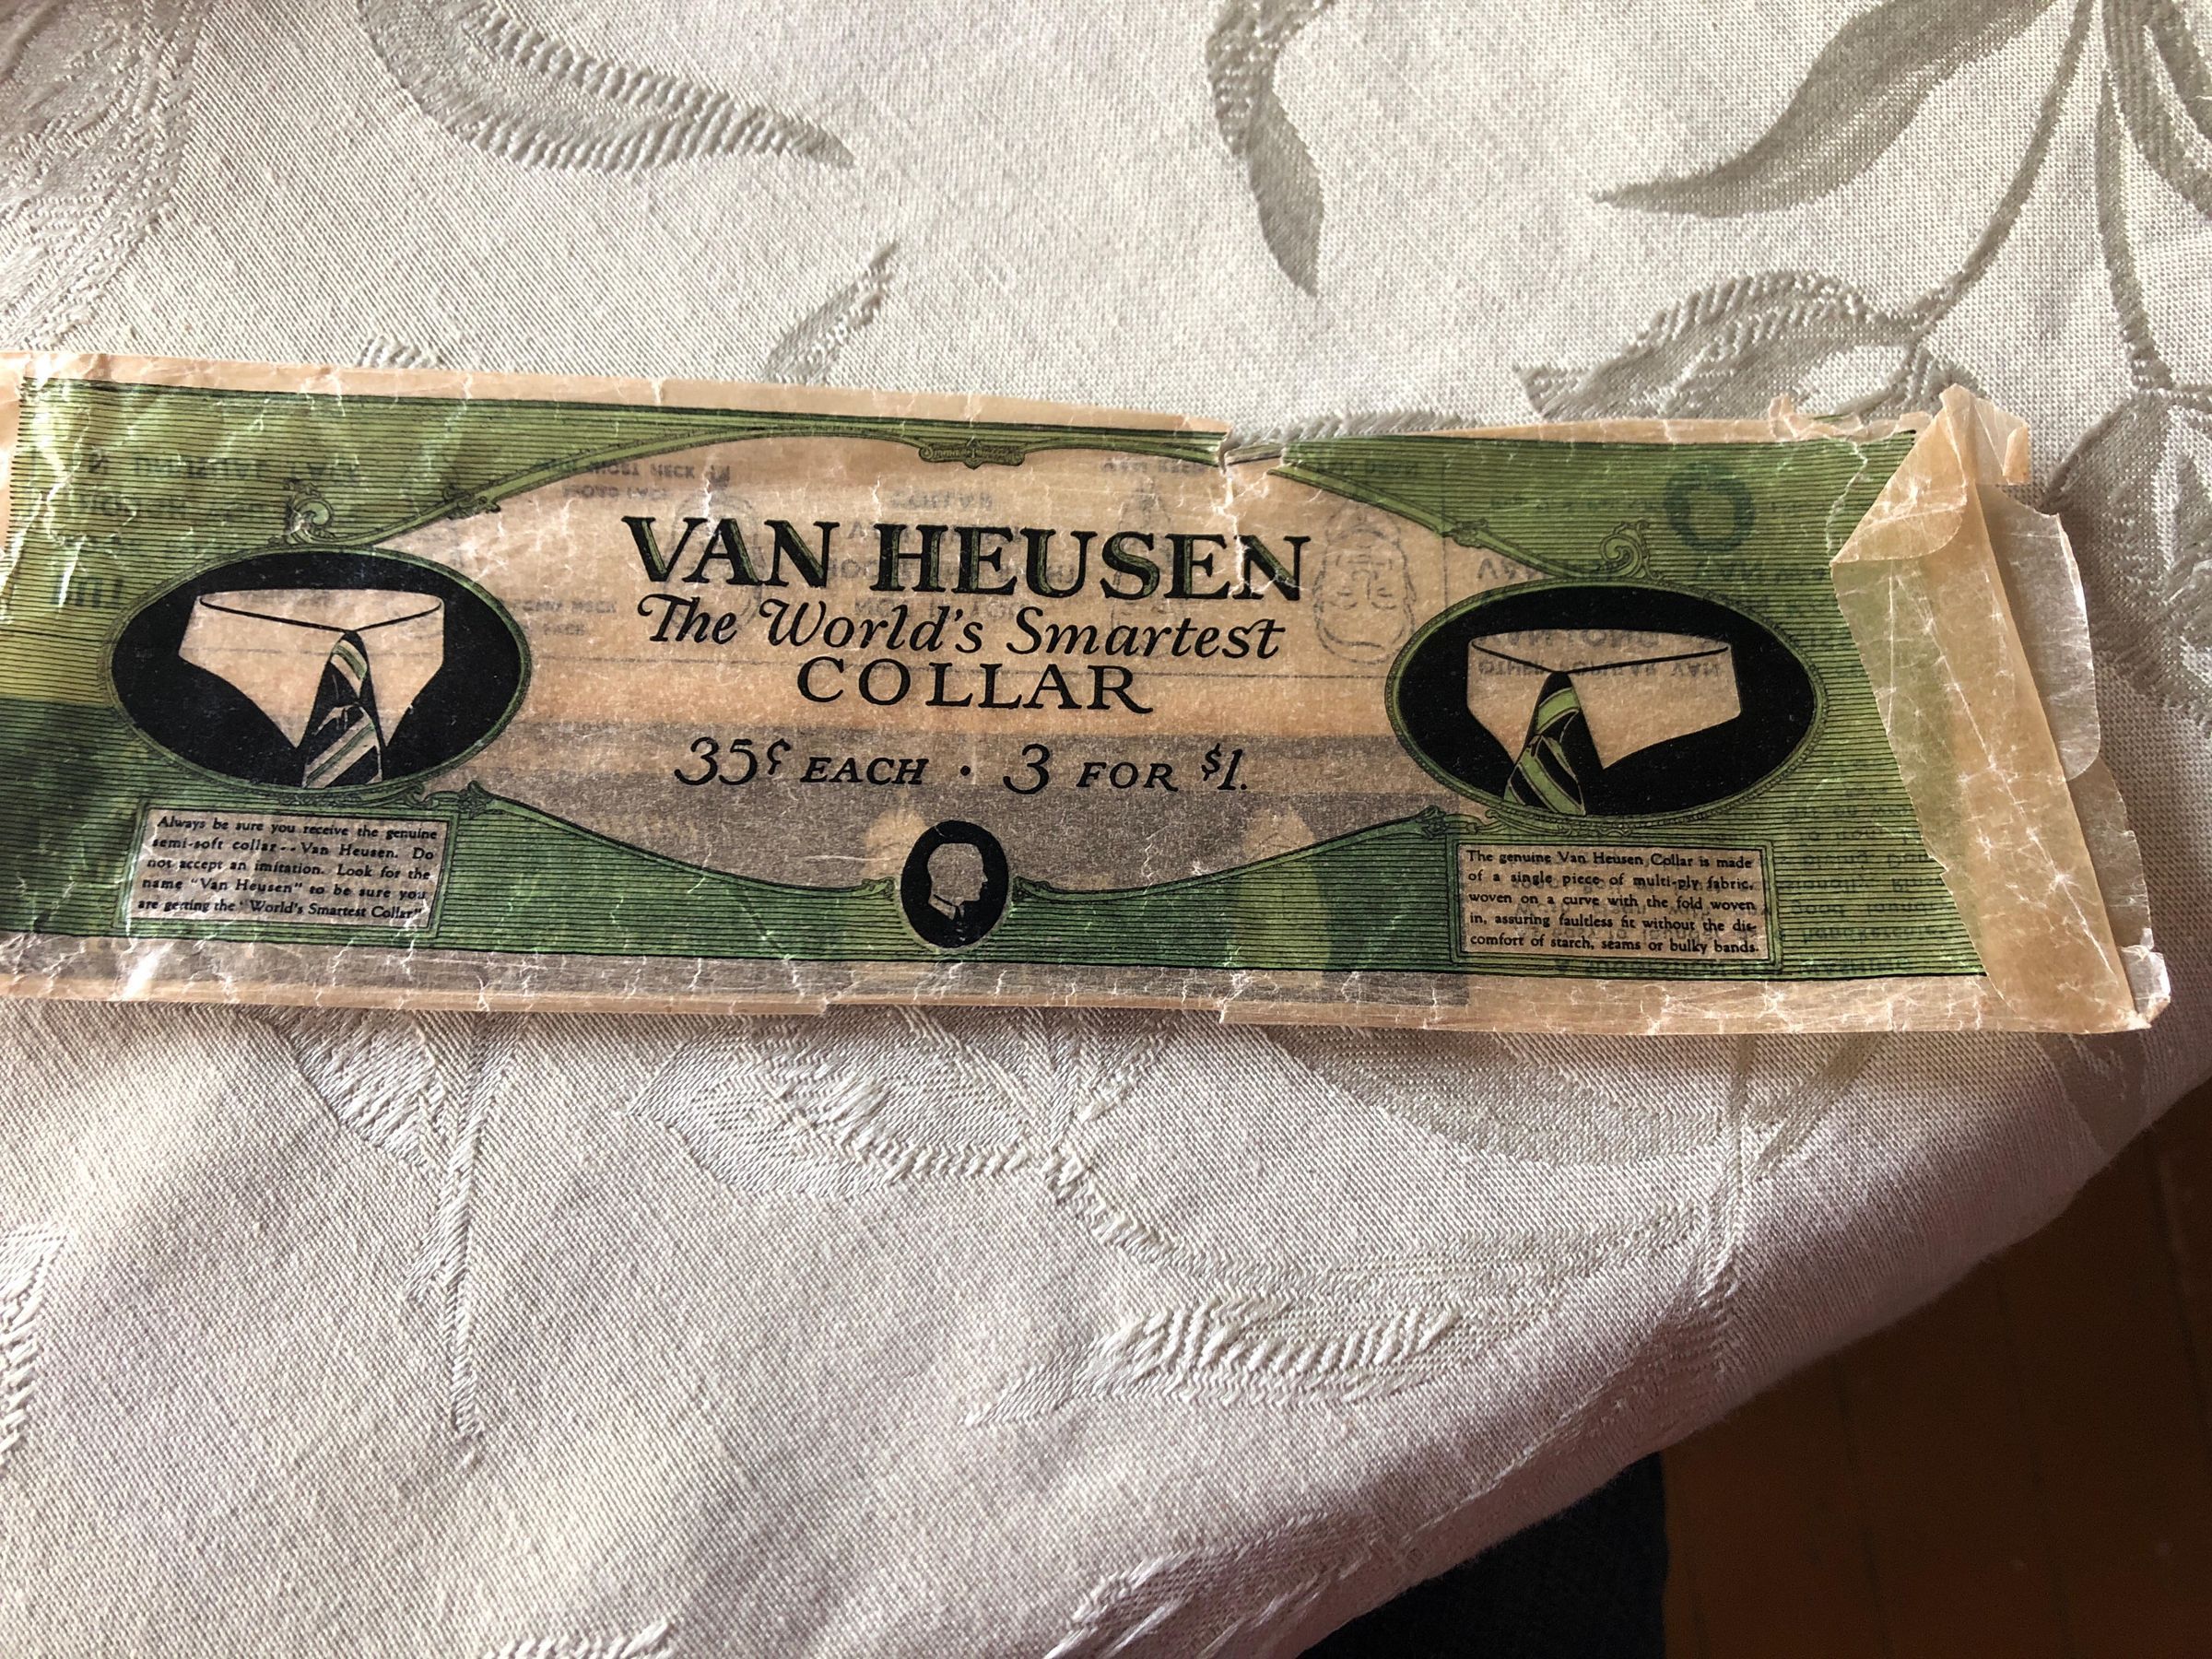 VAN HEUSEN
The World's Smartest
COLLAR
35¢ EACH · 3 FOR $1.
Always be sure you receive the genuine
semi-soft collar--Van Heusen. Do
not accept an imitation. Look for the
name "Van Heusen" to be sure you
are getting the "World's Smartest Collar"
The genuine Van Heusen Collar is made
of a single piece of multi-ply fabric,
woven on a curve with the fold woven
in, assuring faultless fit without the dis-
comfort of starch, seams or bulky bands.